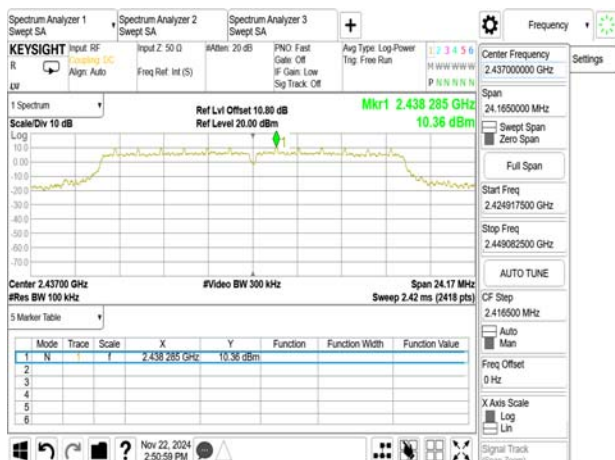 Spectrum Analyzer 1
Swept SA
Spectrum Analyzer 2
Swept SA
Spectrum Analyzer 3
Swept SA
+
Frequency
KEYSIGHT
R
LXI
Input: RF
Coupling: DC
Align: Auto
Input Z: 50 Ω
Freq Ref: Int (S)
#Atten: 20 dB
PNO: Fast
Gate: Off
IF Gain: Low
Sig Track: Off
Avg Type: Log-Power
Trig: Free Run
1 2 3 4 5 6
M W W W W W
P N N N N N
1 Spectrum
Scale/Div 10 dB
Ref Lvl Offset 10.80 dB
Ref Level 20.00 dBm
Mkr1 2.438 285 GHz
10.36 dBm
Log
10.0
0.00
-10.0
-20.0
-30.0
-40.0
-50.0
-60.0
-70.0
1
Center 2.43700 GHz
#Res BW 100 kHz
#Video BW 300 kHz
Span 24.17 MHz
Sweep 2.42 ms (2418 pts)
5 Marker Table
Mode Trace Scale X Y Function Function Width Function Value
1 N 1 f 2.438 285 GHz 10.36 dBm
2
3
4
5
6
Nov 22, 2024
2:50:59 PM
Center Frequency
2.437000000 GHz
Settings
Span
24.1650000 MHz
Swept Span
Zero Span
Full Span
Start Freq
2.424917500 GHz
Stop Freq
2.449082500 GHz
AUTO TUNE
CF Step
2.416500 MHz
Auto
Man
Freq Offset
0 Hz
X Axis Scale
Log
Lin
Signal Track